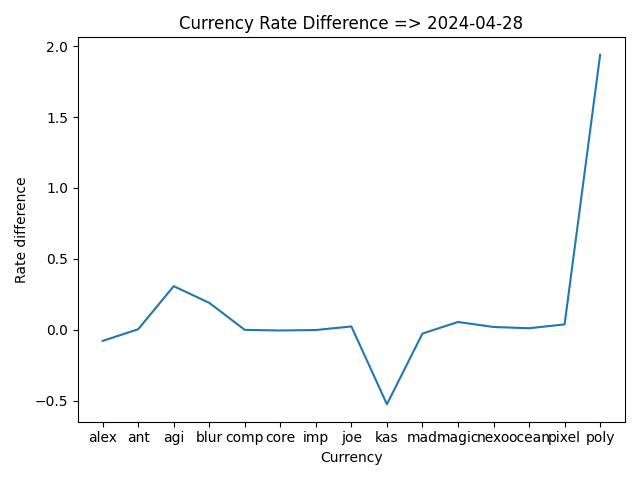 Currency Rate Difference => 2024-04-28
2.0
1.5
1.0
0.5
0.0
−0.5
Rate difference
alex ant agi blur comp core imp joe kas mad magic nexo ocean pixel poly
Currency